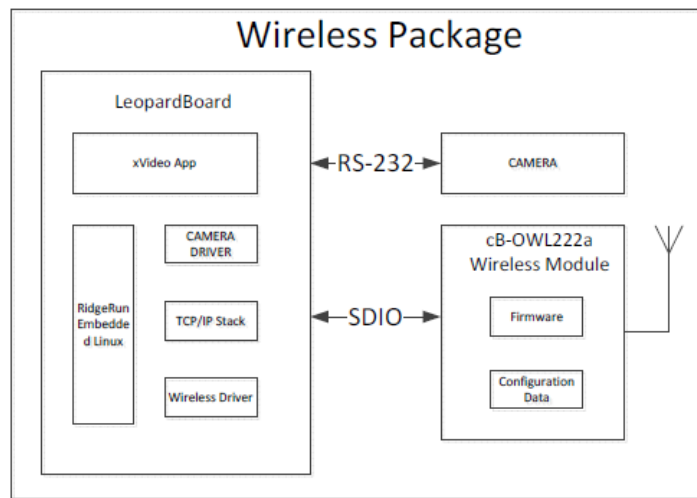 Wireless Package
LeopardBoard
xVideo App
RS-232
CAMERA
CAMERA
DRIVER
RidgeRun
Embedde
d Linux
TCP/IP Stack
Wireless Driver
SDIO
cB-OWL222a
Wireless Module
Firmware
Configuration
Data